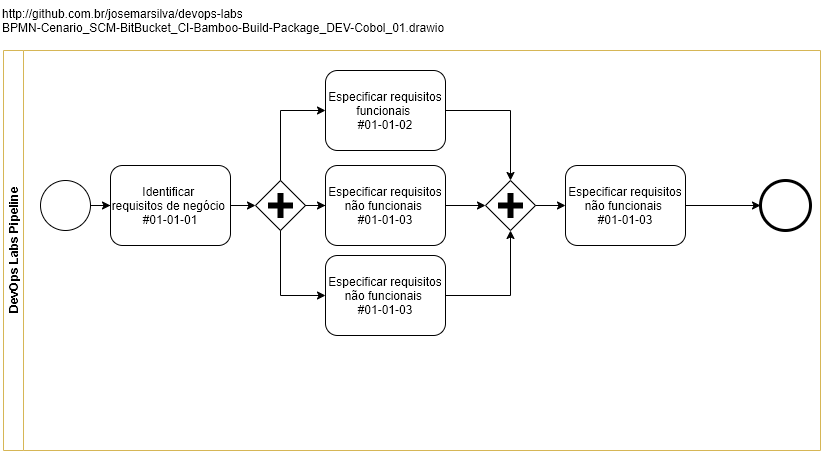 http://github.com.br/josemarsilva/devops-labs
BPMN-Cenario_SCM-BitBucket_CI-Bamboo-Build-Package_DEV-Cobol_01.drawio
DevOps Labs Pipeline
Identificar
requisitos de negócio
#01-01-01
Especificar requisitos
funcionais
#01-01-02
Especificar requisitos
não funcionais
#01-01-03
Especificar requisitos
não funcionais
#01-01-03
Especificar requisitos
não funcionais
#01-01-03